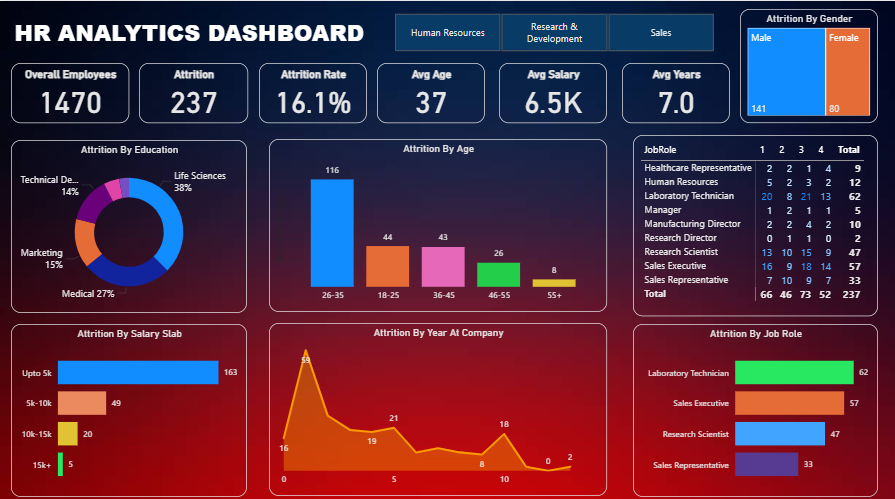 HR ANALYTICS DASHBOARD
Human Resources
Research &
Development
Sales
Attrition By Gender
Male
Female
141
80
Overall Employees
1470
Attrition
237
Attrition Rate
16.1%
Avg Age
37
Avg Salary
6.5K
Avg Years
7.0
Attrition By Education
Technical De...
14%
Life Sciences
38%
Marketing
15%
Medical 27%
Attrition By Age
116
44
43
26
8
26-35
18-25
36-45
46-55
55+
JobRole 1 2 3 4 Total
Healthcare Representative 2 2 1 4 9
Human Resources 5 2 3 2 12
Laboratory Technician 20 8 21 13 62
Manager 1 2 1 1 5
Manufacturing Director 2 2 4 2 10
Research Director 0 1 1 0 2
Research Scientist 13 10 15 9 47
Sales Executive 16 9 18 14 57
Sales Representative 7 10 9 7 33
Total 66 46 73 52 237
Attrition By Salary Slab
Upto 5k 163
5k-10k 49
10k-15k 20
15k+ 5
Attrition By Year At Company
59
16
19
21
8
18
0
2
0
5
10
Attrition By Job Role
Laboratory Technician 62
Sales Executive 57
Research Scientist 47
Sales Representative 33